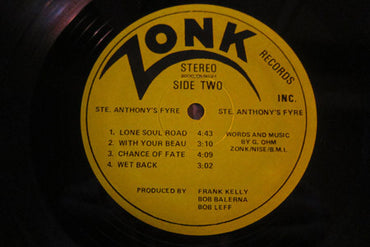 ZONK
RECORDS
INC.
STEREO
SIDE TWO
STE. ANTHONY'S FYRE STE. ANTHONY'S FYRE
1. LONE SOUL ROAD 4:43
2. WITH YOUR BEAU 3:10
3. CHANCE OF FATE 4:09
4. WET BACK 3:02
WORDS AND MUSIC
BY G. OHM
ZONK/NISE/B.M.I.
PRODUCED BY FRANK KELLY
BOB BALERNA
BOB LEFF